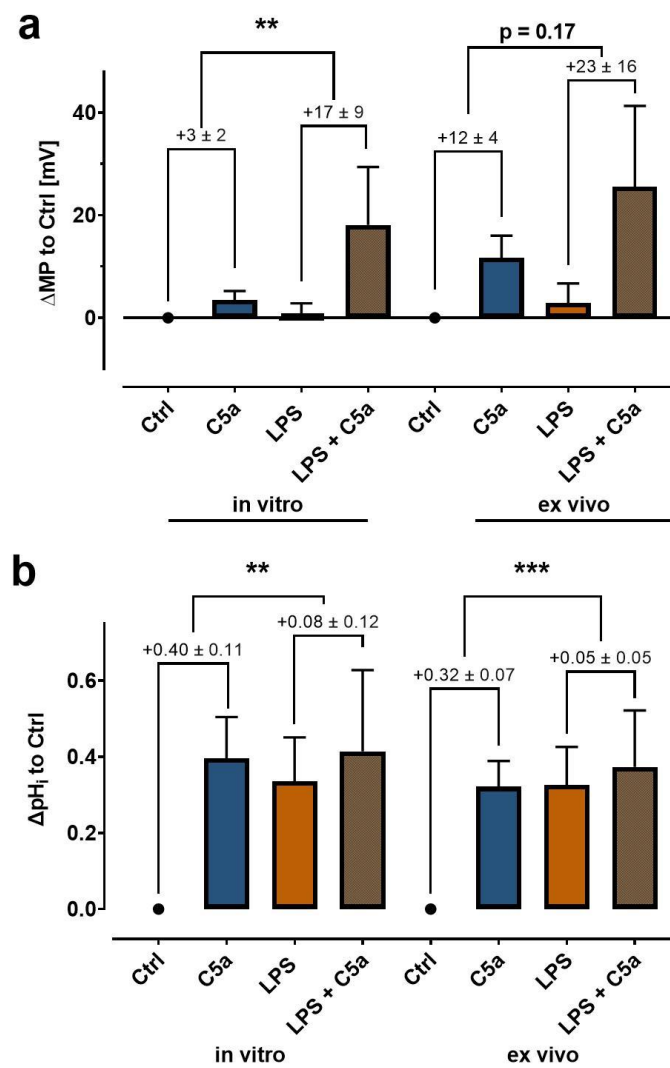 a
**
p = 0.17
+3 ± 2
+17 ± 9
+12 ± 4
+23 ± 16
ΔMP to Ctrl [mV]
40
20
0
Ctrl
C5a
LPS
LPS + C5a
Ctrl
C5a
LPS
LPS + C5a
in vitro
ex vivo
b
**
***
+0.40 ± 0.11
+0.08 ± 0.12
+0.32 ± 0.07
+0.05 ± 0.05
ΔpHi to Ctrl
0.6
0.4
0.2
0.0
Ctrl
C5a
LPS
LPS + C5a
Ctrl
C5a
LPS
LPS + C5a
in vitro
ex vivo